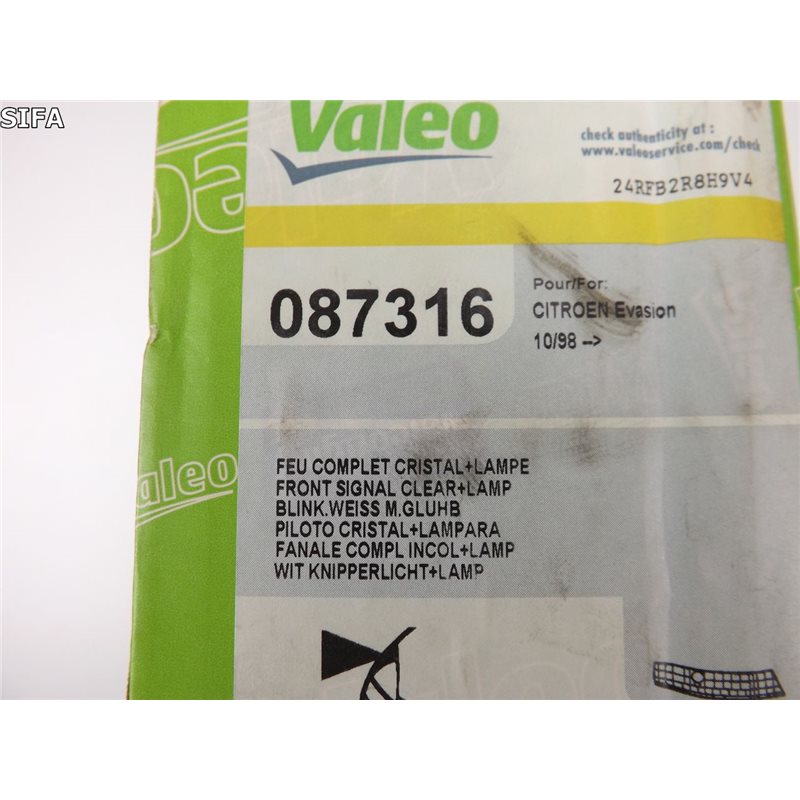 SIFA
Valeo
check authenticity at :
www.valeoservice.com/check
24RFB2R8H9V4
087316
Pour/For:
CITROEN Evasion
10/98 -->
FEU COMPLET CRISTAL+LAMPE
FRONT SIGNAL CLEAR+LAMP
BLINK.WEISS M.GLUHB
PILOTO CRISTAL+LAMPARA
FANALE COMPL INCOL+LAMP
WIT KNIPPERLICHT+LAMP
Valeo